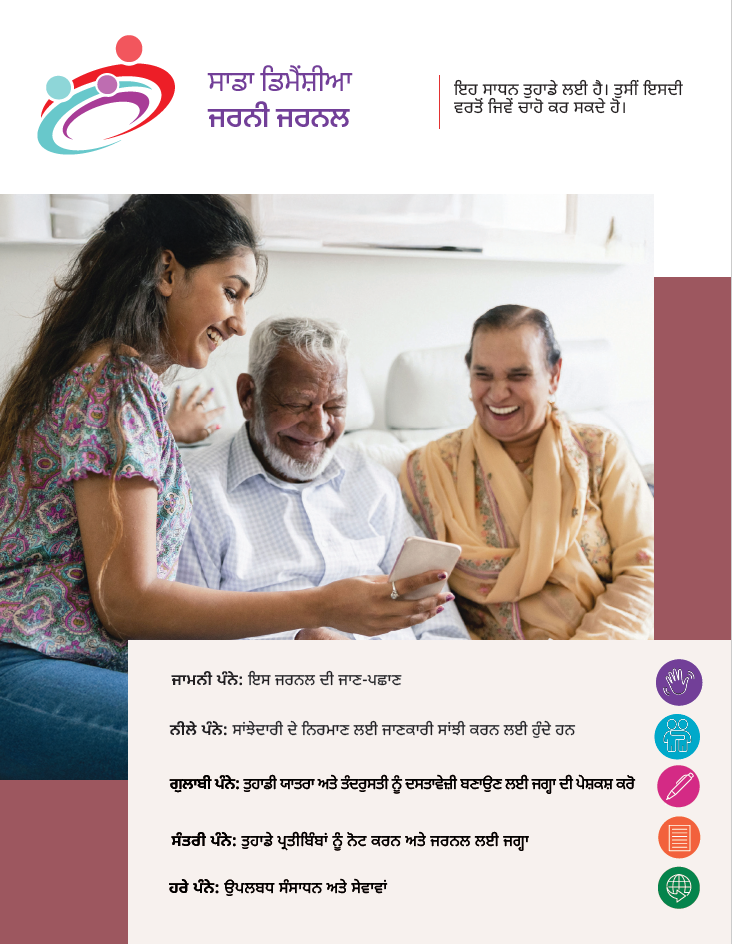 ਸਾਡਾ ਡਿਮੈਂਸ਼ੀਆ
ਜਰਨੀ ਜਰਨਲ
ਇਹ ਸਾਧਨ ਤੁਹਾਡੇ ਲਈ ਹੈ। ਤੁਸੀਂ ਇਸਦੀ
ਵਰਤੋਂ ਜਿਵੇਂ ਚਾਹੋ ਕਰ ਸਕਦੇ ਹੋ।
ਜਾਮਨੀ ਪੰਨੇ: ਇਸ ਜਰਨਲ ਦੀ ਜਾਣ-ਪਛਾਣ
ਨੀਲੇ ਪੰਨੇ: ਸਾਂਝੇਦਾਰੀ ਦੇ ਨਿਰਮਾਣ ਲਈ ਜਾਣਕਾਰੀ ਸਾਂਝੀ ਕਰਨ ਲਈ ਹੁੰਦੇ ਹਨ
ਗੁਲਾਬੀ ਪੰਨੇ: ਤੁਹਾਡੀ ਯਾਤਰਾ ਅਤੇ ਤੰਦਰੁਸਤੀ ਨੂੰ ਦਸਤਾਵੇਜ਼ੀ ਬਣਾਉਣ ਲਈ ਜਗ੍ਹਾ ਦੀ ਪੇਸ਼ਕਸ਼ ਕਰੋ
ਸੰਤਰੀ ਪੰਨੇ: ਤੁਹਾਡੇ ਪ੍ਰਤੀਬਿੰਬਾਂ ਨੂੰ ਨੋਟ ਕਰਨ ਅਤੇ ਜਰਨਲ ਲਈ ਜਗ੍ਹਾ
ਹਰੇ ਪੰਨੇ: ਉਪਲਬਧ ਸੰਸਾਧਨ ਅਤੇ ਸੇਵਾਵਾਂ